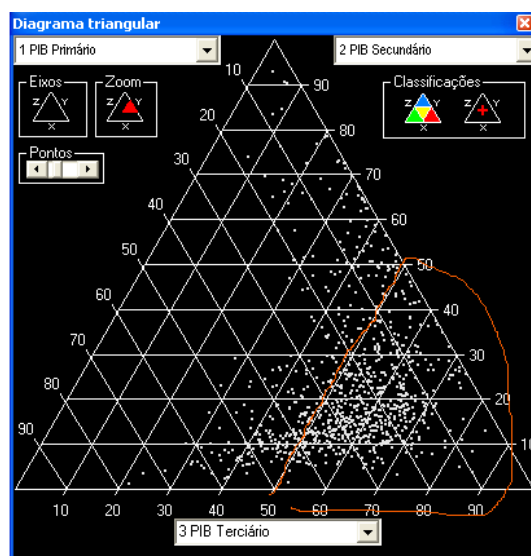 Diagrama triangular
1 PIB Primário
2 PIB Secundário
Eixos
Zoom
Classificações
Z Y
X
Z Y
X
Z Y
X
Z Y
X
Pontos
10
90
20
80
30
70
40
60
50
50
60
40
70
30
80
20
90
10
10 20 30 40 50 60 70 80 90
3 PIB Terciário